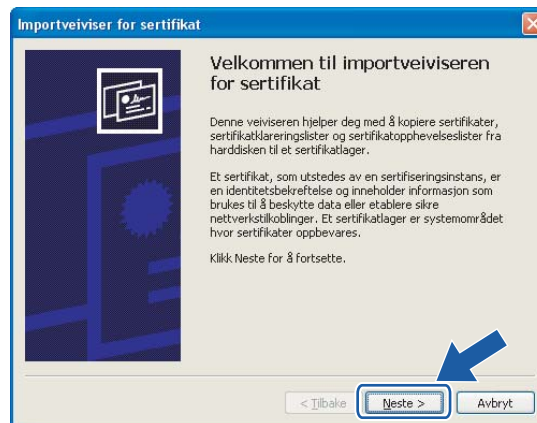 Importveiviser for sertifikat
Velkommen til importveiviseren
for sertifikat
Denne veiviseren hjelper deg med å kopiere sertifikater,
sertifikatklareringslister og sertifikatopphevelseslister fra
harddisken til et sertifikatlager.
Et sertifikat, som utstedes av en sertifiseringsinstans, er
en identitetsbekreftelse og inneholder informasjon som
brukes til å beskytte data eller etablere sikre
nettverkstilkoblinger. Et sertifikatlager er systemområdet
hvor sertifikater oppbevares.
Klikk Neste for å fortsette.
< Tilbake Neste > Avbryt